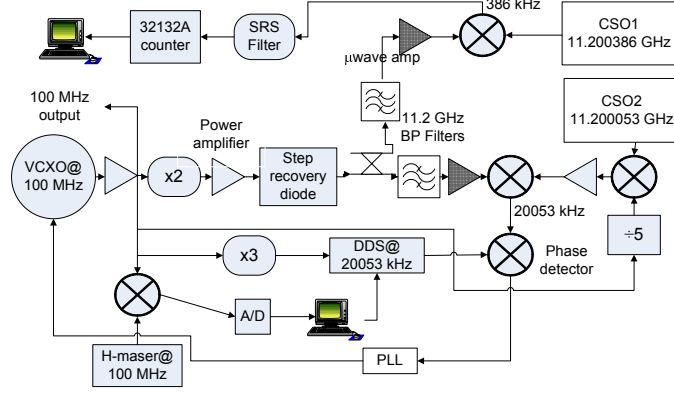 386 kHz
32132A
counter
SRS
Filter
CSO1
11.200386 GHz
μwave amp
CSO2
11.200053 GHz
100 MHz
output
11.2 GHz
BP Filters
Power
amplifier
VCXO@
100 MHz
x2
Step
recovery
diode
20053 kHz
÷5
x3
DDS@
20053 kHz
Phase
detector
A/D
H-maser@
100 MHz
PLL